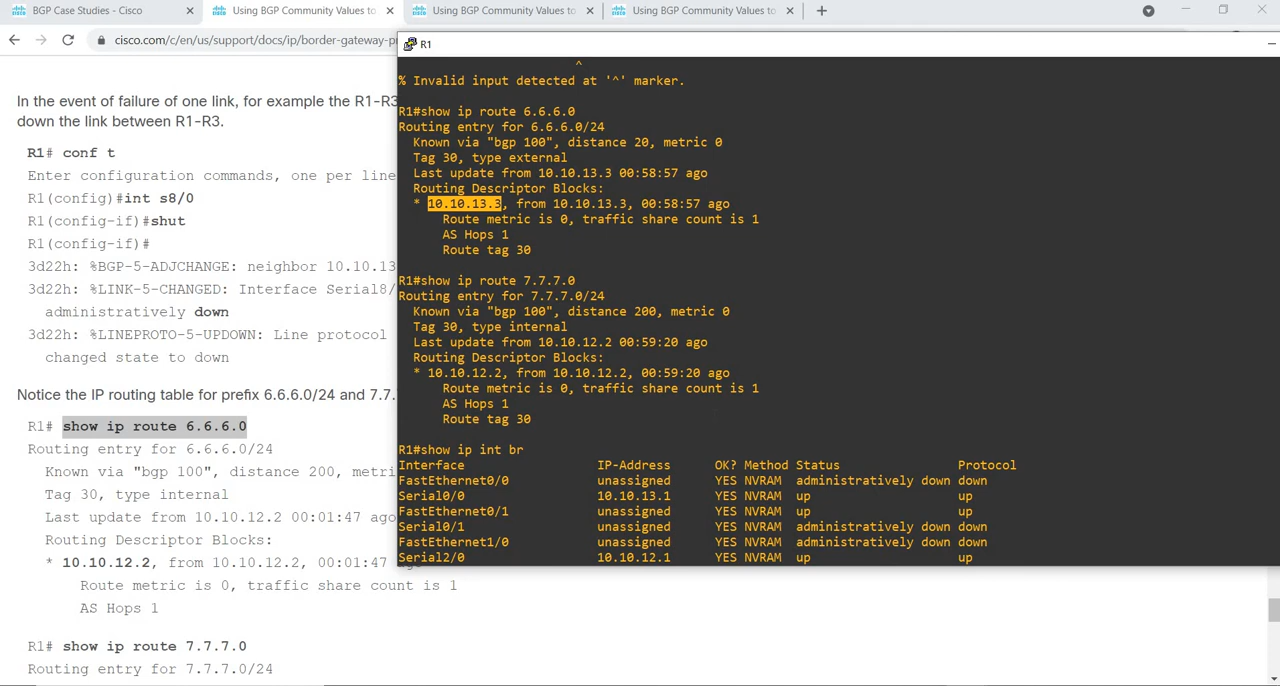 BGP Case Studies - Cisco
Using BGP Community Values to
Using BGP Community Values to
Using BGP Community Values to
cisco.com/c/en/us/support/docs/ip/border-gateway-p
In the event of failure of one link, for example the R1-R3
down the link between R1-R3.
R1# conf t
Enter configuration commands, one per line
R1(config)#int s8/0
R1(config-if)#shut
R1(config-if)#
3d22h: %BGP-5-ADJCHANGE: neighbor 10.10.13
3d22h: %LINK-5-CHANGED: Interface Serial8/
administratively down
3d22h: %LINEPROTO-5-UPDOWN: Line protocol
changed state to down
Notice the IP routing table for prefix 6.6.6.0/24 and 7.7.
R1# show ip route 6.6.6.0
Routing entry for 6.6.6.0/24
Known via "bgp 100", distance 200, metri
Tag 30, type internal
Last update from 10.10.12.2 00:01:47 ago
Routing Descriptor Blocks:
* 10.10.12.2, from 10.10.12.2, 00:01:47
Route metric is 0, traffic share count is 1
AS Hops 1
R1# show ip route 7.7.7.0
Routing entry for 7.7.7.0/24
R1
^
% Invalid input detected at '^' marker.
R1#show ip route 6.6.6.0
Routing entry for 6.6.6.0/24
Known via "bgp 100", distance 20, metric 0
Tag 30, type external
Last update from 10.10.13.3 00:58:57 ago
Routing Descriptor Blocks:
* 10.10.13.3, from 10.10.13.3, 00:58:57 ago
Route metric is 0, traffic share count is 1
AS Hops 1
Route tag 30
R1#show ip route 7.7.7.0
Routing entry for 7.7.7.0/24
Known via "bgp 100", distance 200, metric 0
Tag 30, type internal
Last update from 10.10.12.2 00:59:20 ago
Routing Descriptor Blocks:
* 10.10.12.2, from 10.10.12.2, 00:59:20 ago
Route metric is 0, traffic share count is 1
AS Hops 1
Route tag 30
R1#show ip int br
Interface IP-Address OK? Method Status Protocol
FastEthernet0/0 unassigned YES NVRAM administratively down down
Serial0/0 10.10.13.1 YES NVRAM up up
FastEthernet0/1 unassigned YES NVRAM up up
Serial0/1 unassigned YES NVRAM administratively down down
FastEthernet1/0 unassigned YES NVRAM administratively down down
Serial2/0 10.10.12.1 YES NVRAM up up